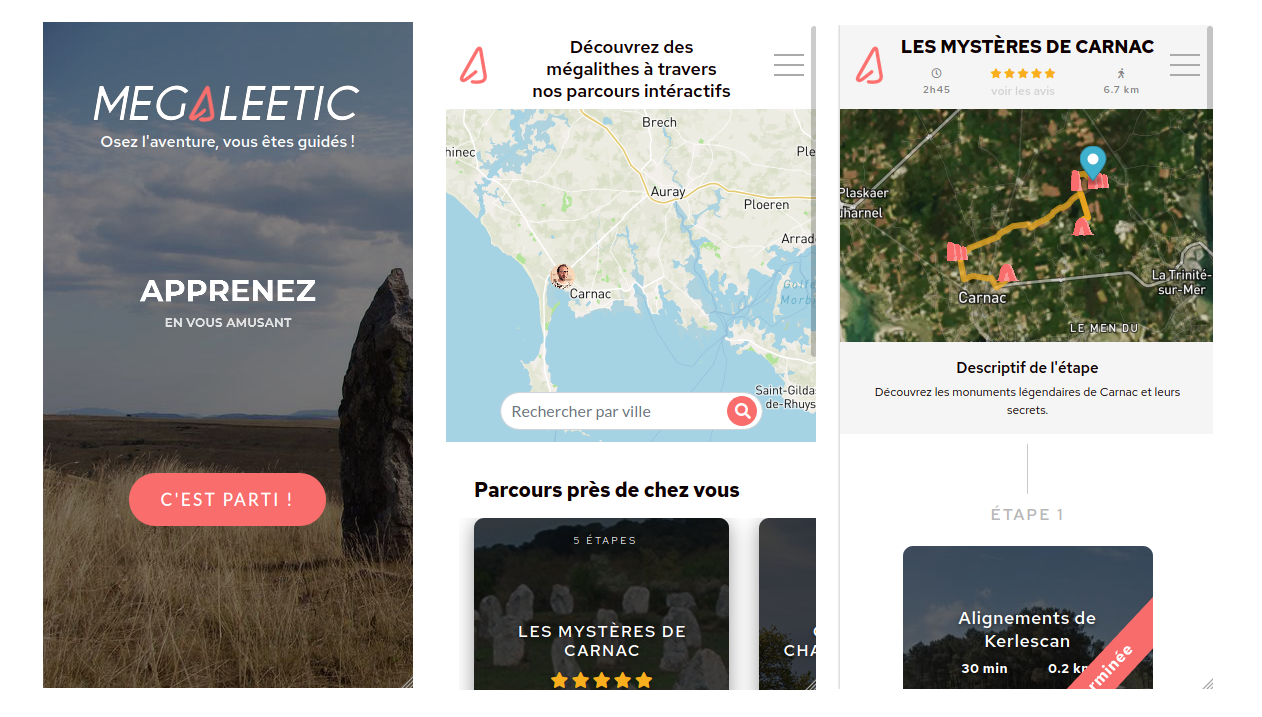 MEGALEETIC
Osez l'aventure, vous êtes guidés !
APPRENEZ
EN VOUS AMUSANT
C'EST PARTI !
Découvrez des
mégalithes à travers
nos parcours intéractifs
Brech
hinec
Ple
Auray
Ploeren
Arrad
Golfe
Morbi
Carnac
Saint-Gilda
de-Rhuys
Rechercher par ville
Parcours près de chez vous
5 ÉTAPES
LES MYSTÈRES DE
CARNAC
CHA
LES MYSTÈRES DE CARNAC
2h45
voir les avis
6.7 km
Plaskaer
uharnel
La Trinité-
sur-Mer
Carnac
LE MEN DU
Descriptif de l'étape
Découvrez les monuments légendaires de Carnac et leurs
secrets.
ÉTAPE 1
Alignements de
Kerlescan
30 min
0.2 km
rminée